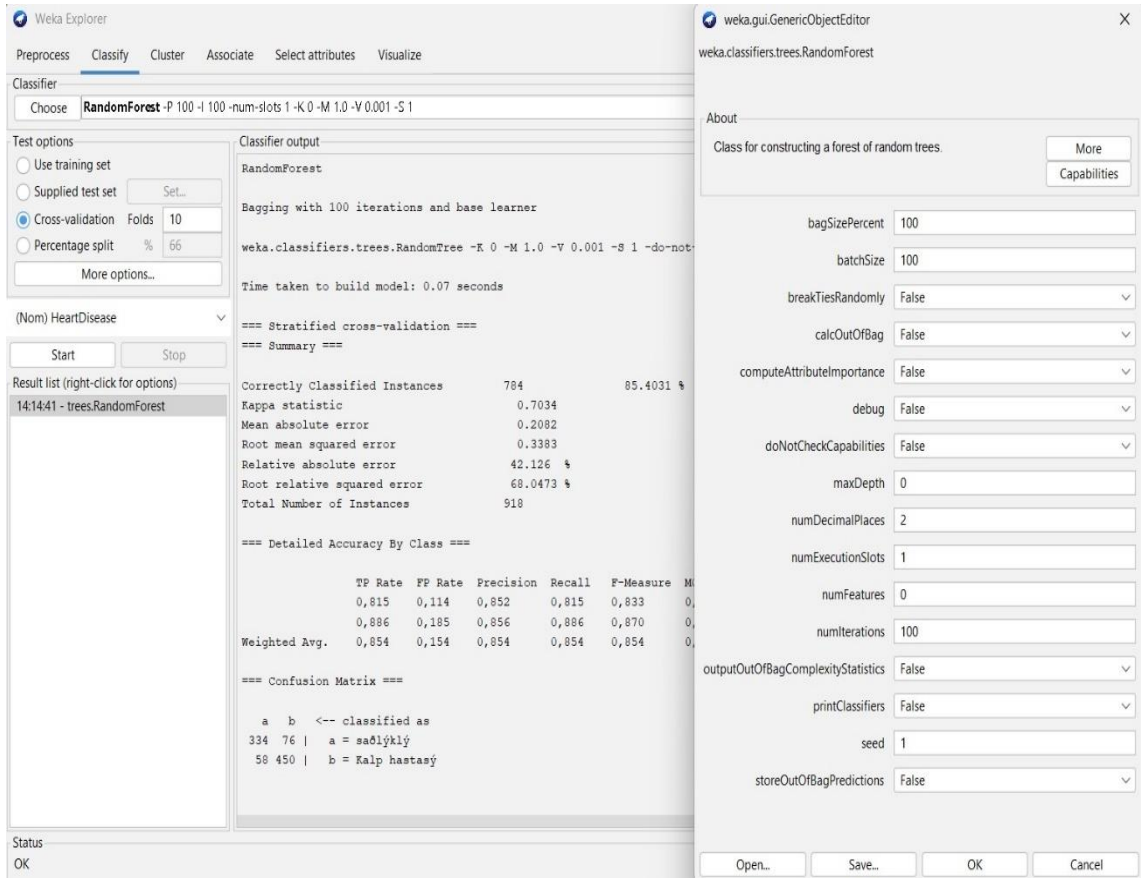 Weka Explorer
Preprocess Classify Cluster Associate Select attributes Visualize
Classifier
Choose RandomForest -P 100 -I 100 -num-slots 1 -K 0 -M 1.0 -V 0.001 -S 1
Test options
Use training set
Supplied test set Set...
Cross-validation Folds 10
Percentage split % 66
More options...
(Nom) HeartDisease
Start Stop
Result list (right-click for options)
14:14:41 - trees.RandomForest
Classifier output
RandomForest
Bagging with 100 iterations and base learner
weka.classifiers.trees.RandomTree -K 0 -M 1.0 -V 0.001 -S 1 -do-not-
Time taken to build model: 0.07 seconds
=== Stratified cross-validation ===
=== Summary ===
Correctly Classified Instances 784 85.4031 %
Kappa statistic 0.7034
Mean absolute error 0.2082
Root mean squared error 0.3383
Relative absolute error 42.126 %
Root relative squared error 68.0473 %
Total Number of Instances 918
=== Detailed Accuracy By Class ===
TP Rate FP Rate Precision Recall F-Measure
0,815 0,114 0,852 0,815 0,833 0,
0,886 0,185 0,856 0,886 0,870 0,
Weighted Avg. 0,854 0,154 0,854 0,854 0,854 0,
=== Confusion Matrix ===
a b <-- classified as
334 76 | a = saðlýklý
58 450 | b = Kalp hastasý
Status
OK
weka.gui.GenericObjectEditor
weka.classifiers.trees.RandomForest
About
Class for constructing a forest of random trees.
More
Capabilities
bagSizePercent 100
batchSize 100
breakTiesRandomly False
calcOutOfBag False
computeAttributeImportance False
debug False
doNotCheckCapabilities False
maxDepth 0
numDecimalPlaces 2
numExecutionSlots 1
numFeatures 0
numIterations 100
outputOutOfBagComplexityStatistics False
printClassifiers False
seed 1
storeOutOfBagPredictions False
Open... Save... OK Cancel